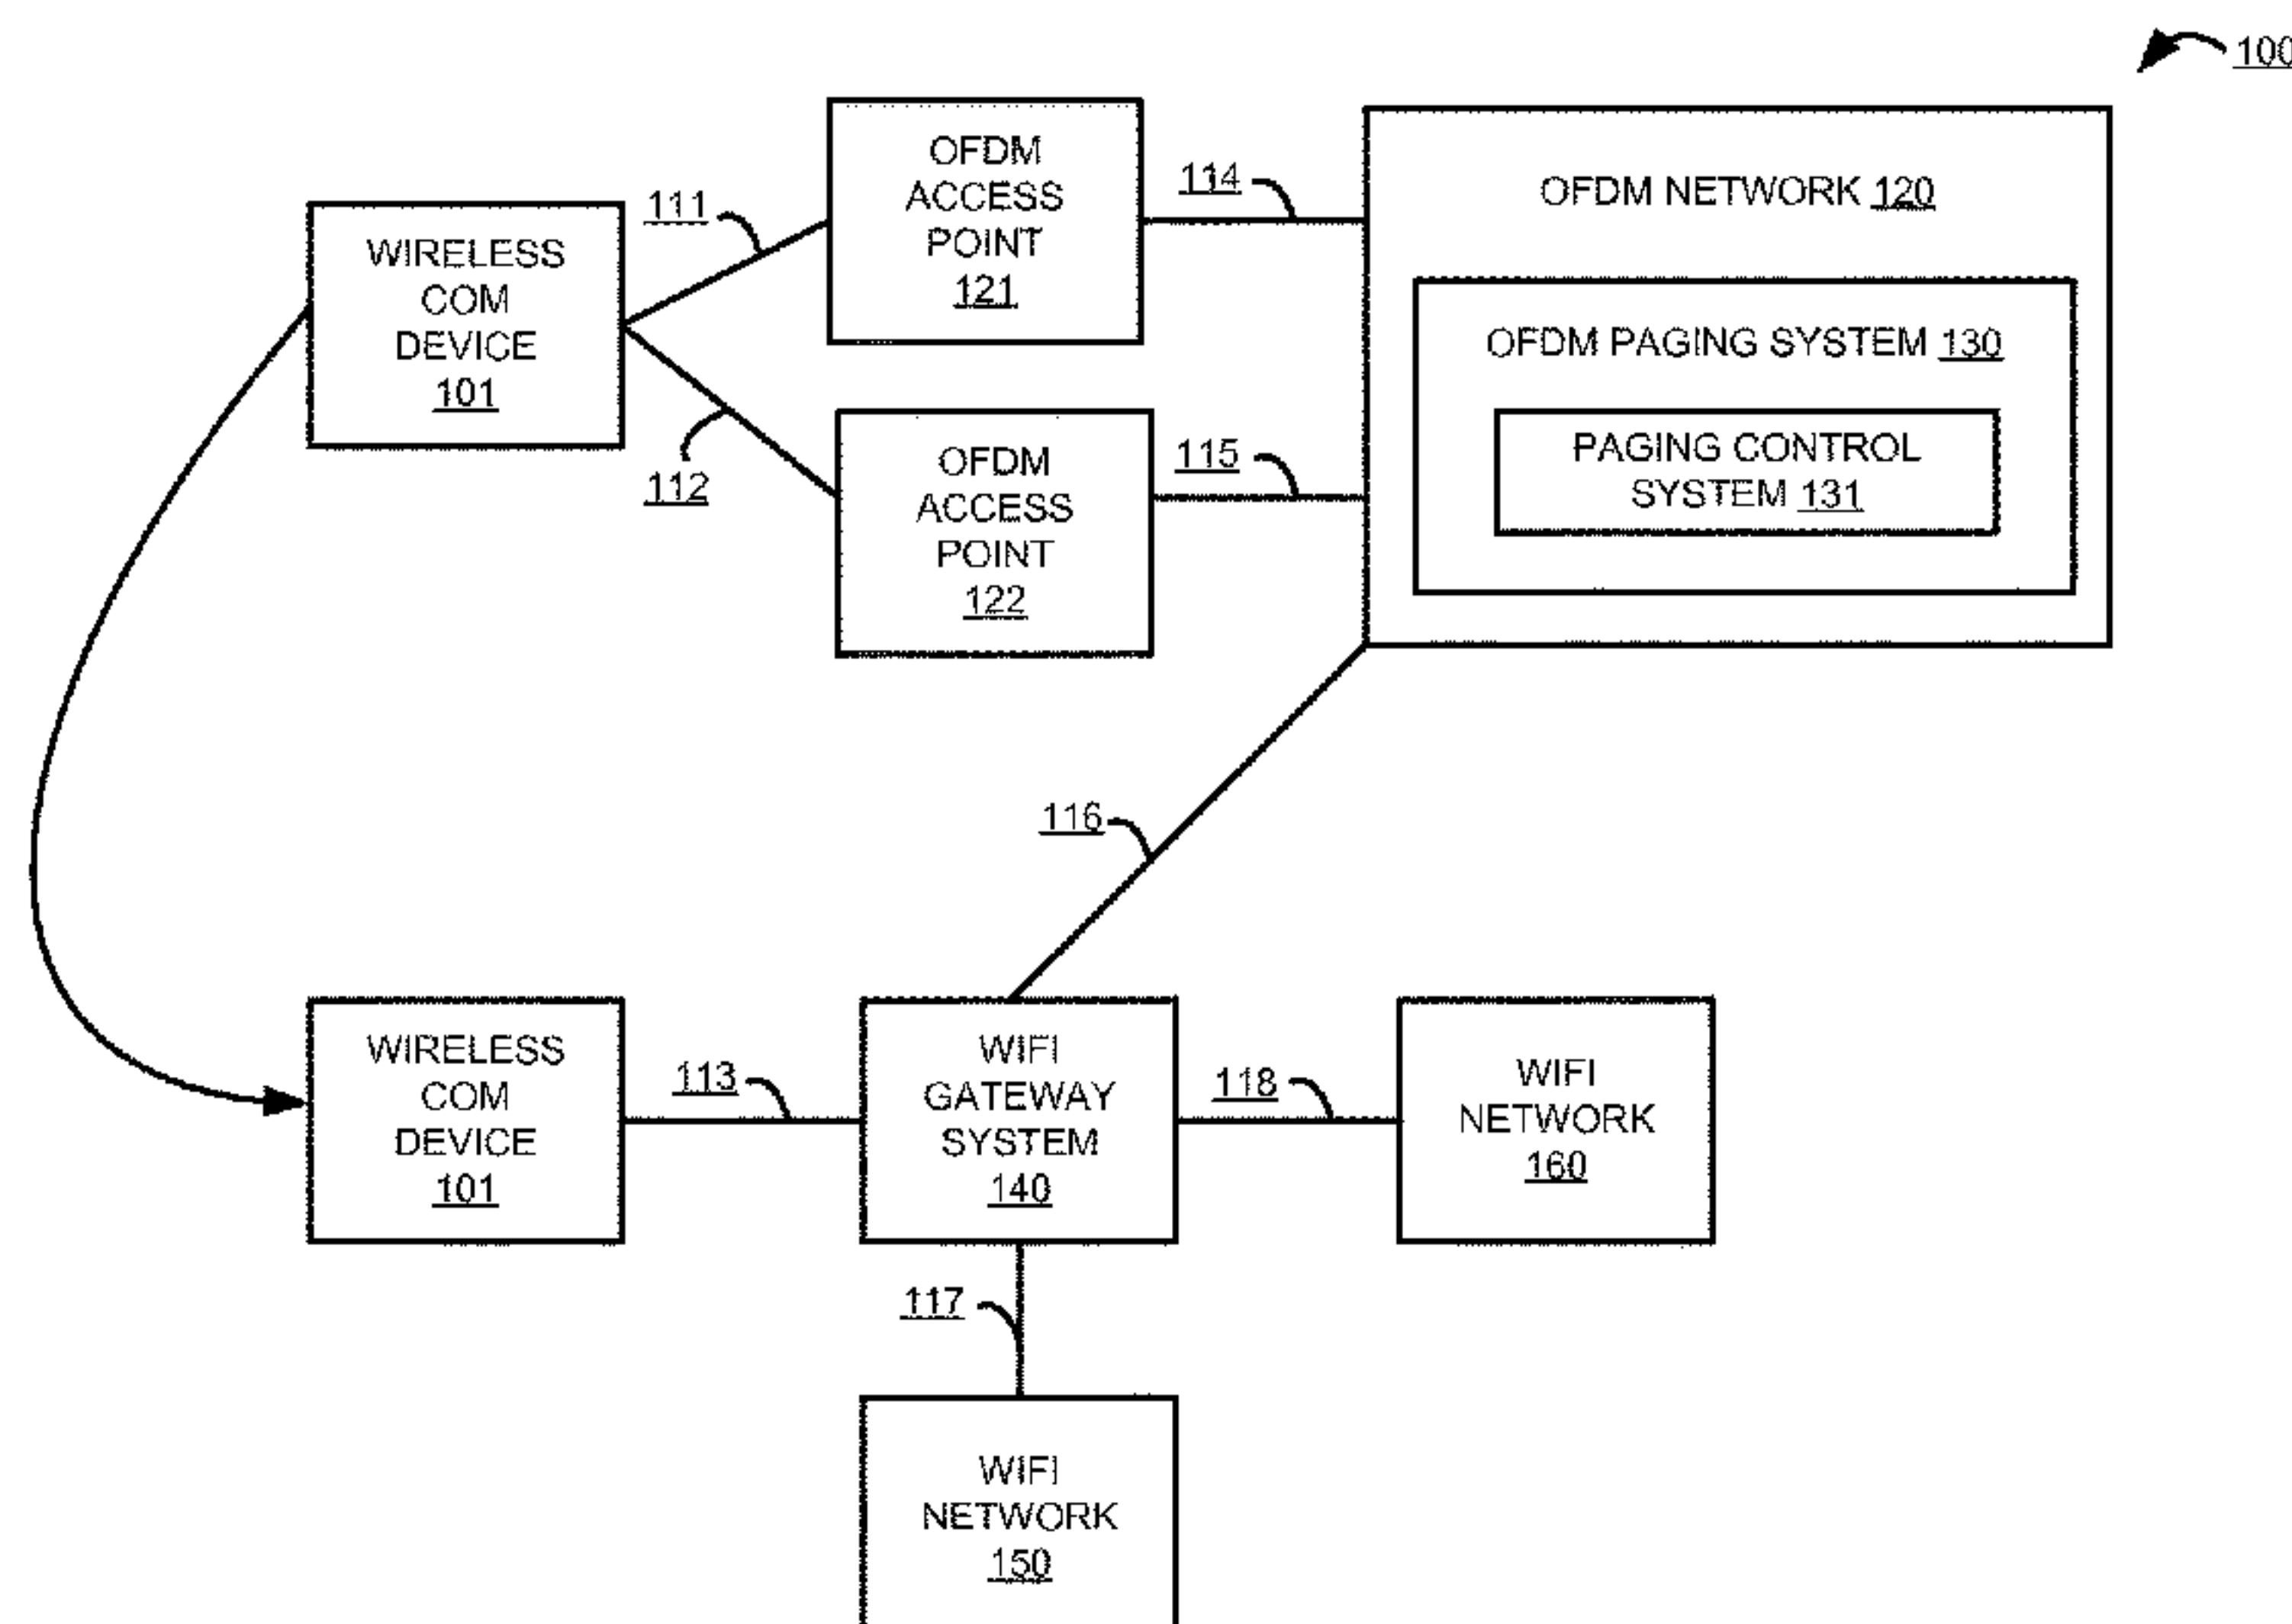 100
OFDM
ACCESS
POINT
121
114
OFDM NETWORK 120
111
WIRELESS
COM
DEVICE
101
OFDM PAGING SYSTEM 130
PAGING CONTROL
SYSTEM 131
112
OFDM
ACCESS
POINT
122
115
116
WIRELESS
COM
DEVICE
101
113
WIFI
GATEWAY
SYSTEM
140
118
WIFI
NETWORK
160
117
WIFI
NETWORK
150